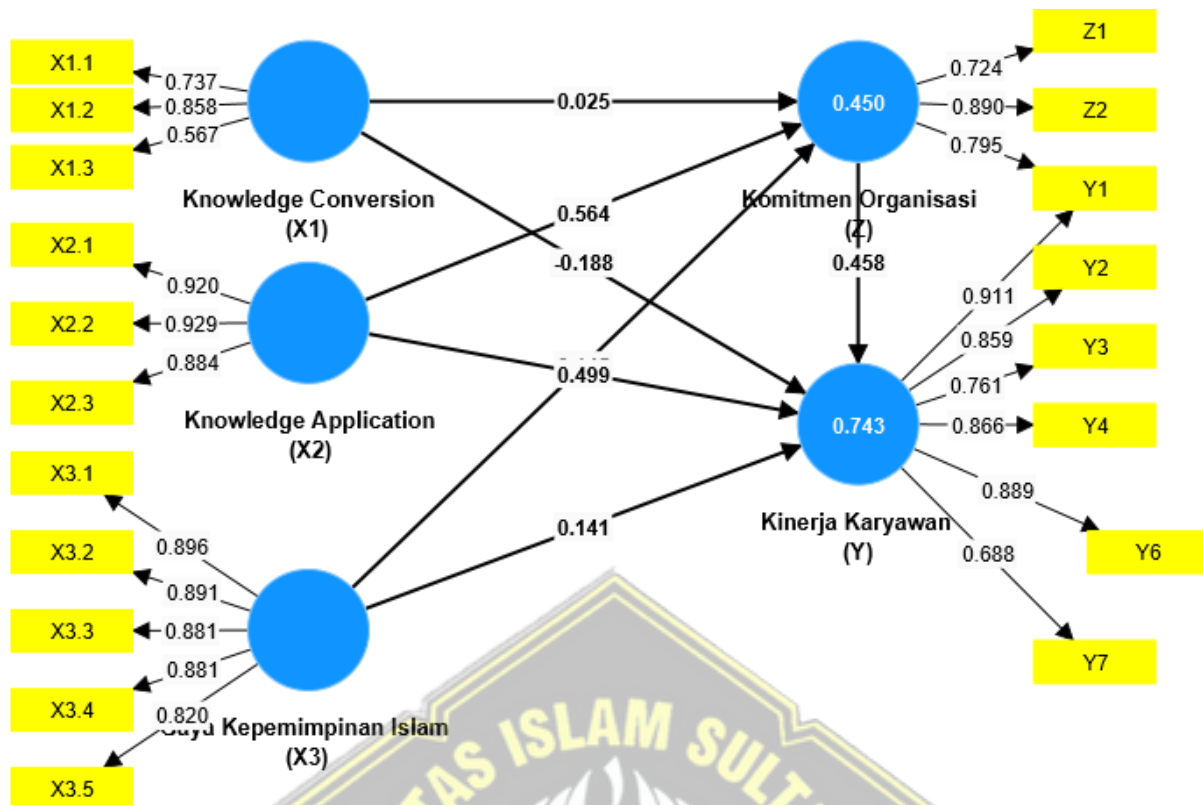 X1.1
X1.2
X1.3
0.737
0.858
0.567
Knowledge Conversion
(X1)
0.025
0.450
Komitmen Organisasi
(Z)
0.724
0.890
0.795
Z1
Z2
X2.1
X2.2
X2.3
0.920
0.929
0.884
Knowledge Application
(X2)
0.564
-0.188
0.458
0.499
X3.1
X3.2
X3.3
X3.4
X3.5
0.896
0.891
0.881
0.881
0.820
Kepemimpinan Islam
(X3)
0.141
0.743
Kinerja Karyawan
(Y)
0.911
0.859
0.761
0.866
0.889
0.688
Y1
Y2
Y3
Y4
Y6
Y7
ISLAM